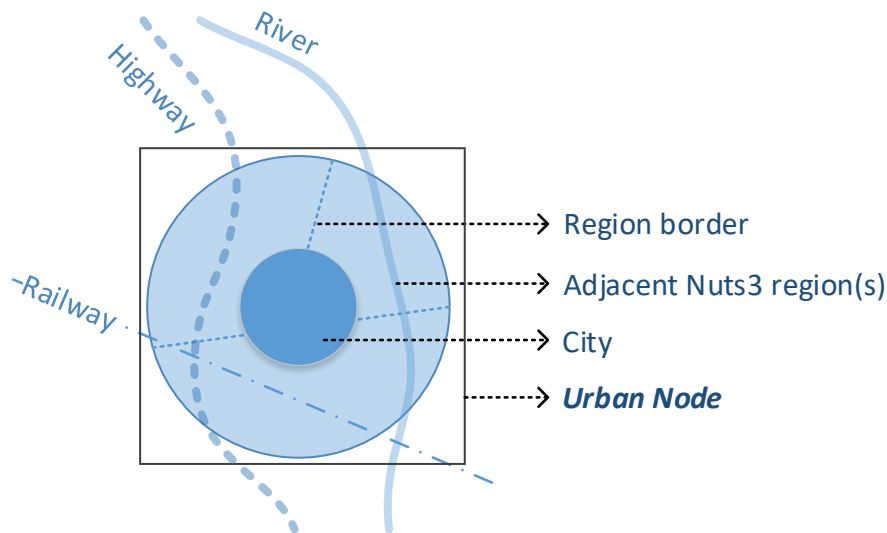 River
Highway
Region border
Adjacent Nuts3 region(s)
Railway
City
Urban Node